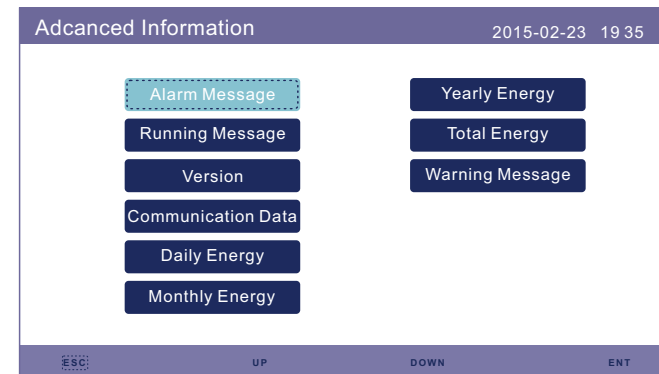 Adcanced Information
2015-02-23 19 35
Alarm Message
Running Message
Version
Communication Data
Daily Energy
Monthly Energy
Yearly Energy
Total Energy
Warning Message
ESC UP DOWN ENT